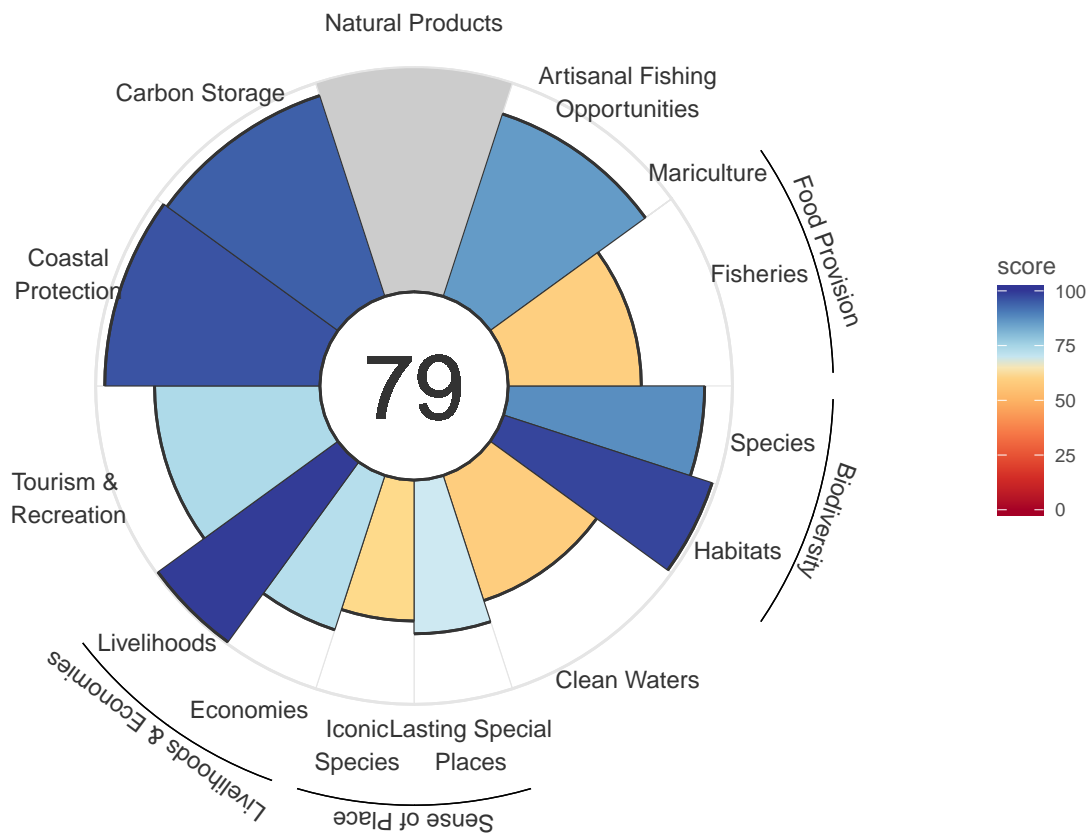 Natural Products
Artisanal Fishing
Opportunities
Carbon Storage
Mariculture
Food Provision
Fisheries
Coastal
Protection
score
100
75
50
25
0
79
Species
Biodiversity
Habitats
Tourism &
Recreation
Livelihoods
Clean Waters
Livelihoods & Economies
Economies
Iconic
Species
Lasting Special
Places
Sense of Place